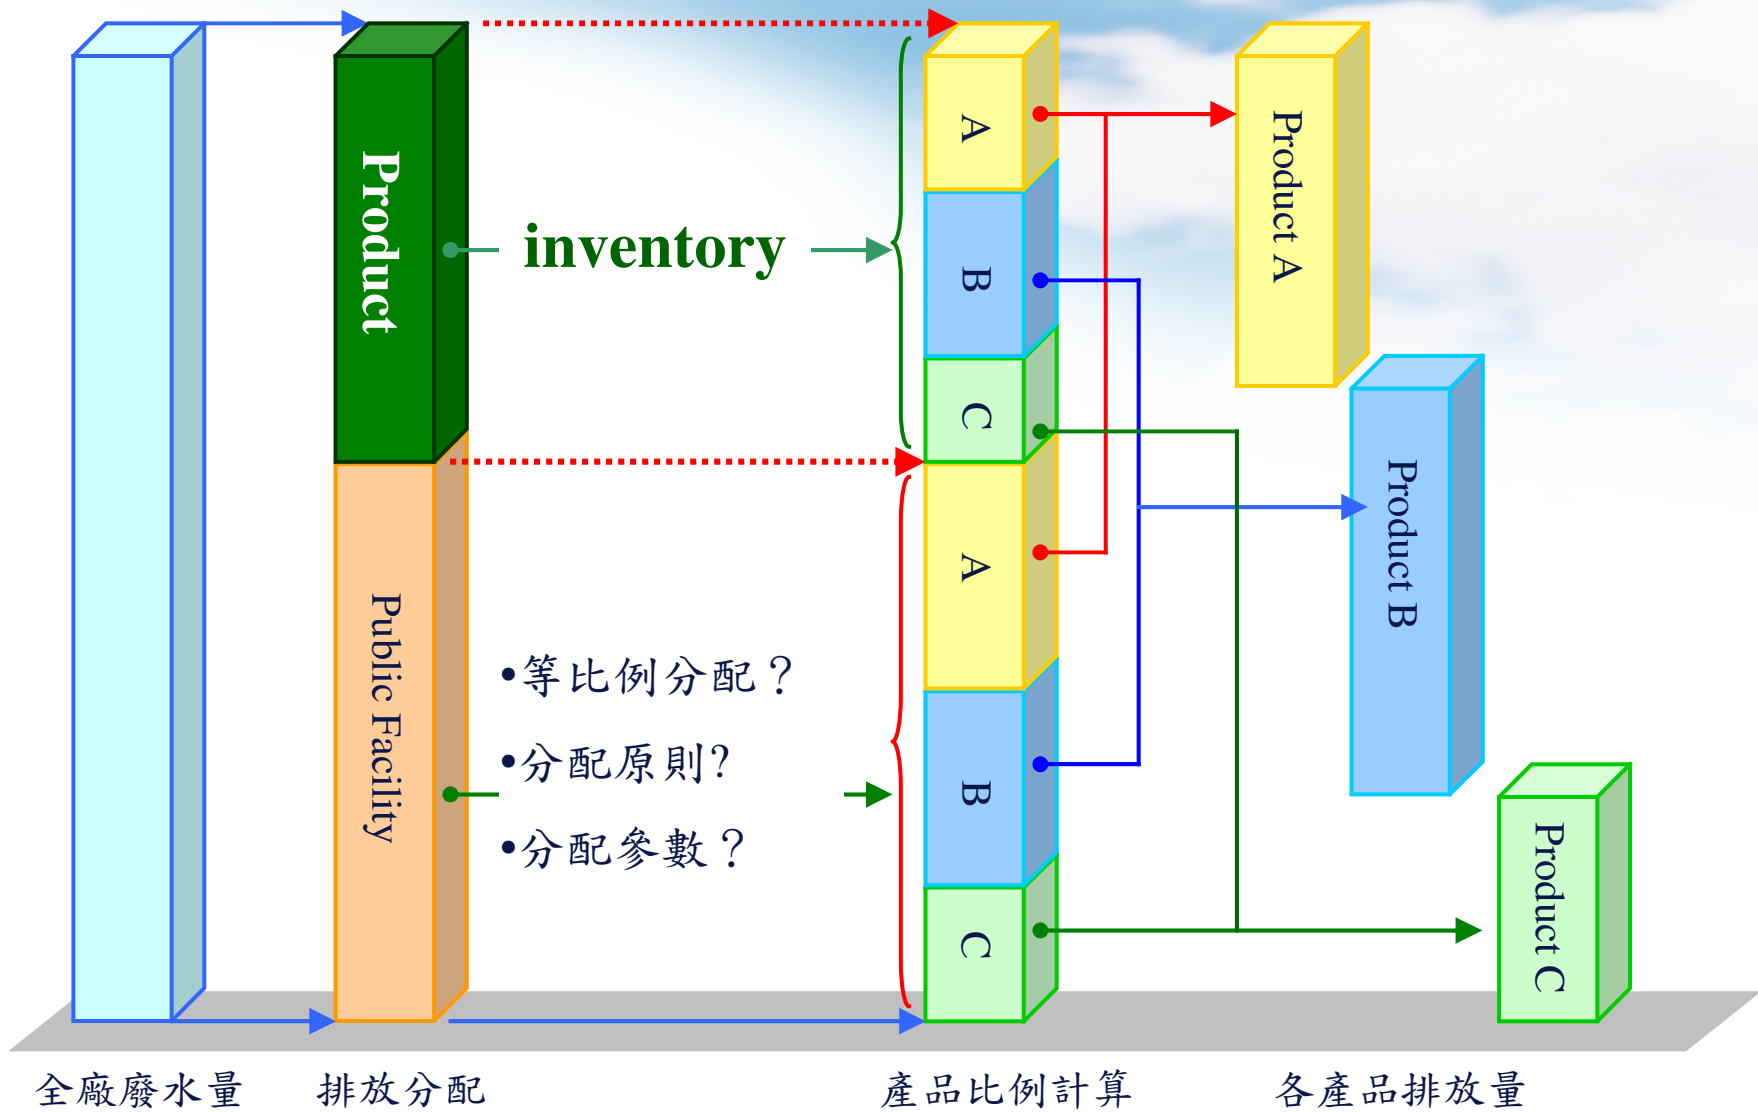 Product
Public Facility
inventory
•等比例分配？
•分配原則?
•分配參數？
A
B
C
A
B
C
Product A
Product B
Product C
全廠廢水量
排放分配
產品比例計算
各產品排放量